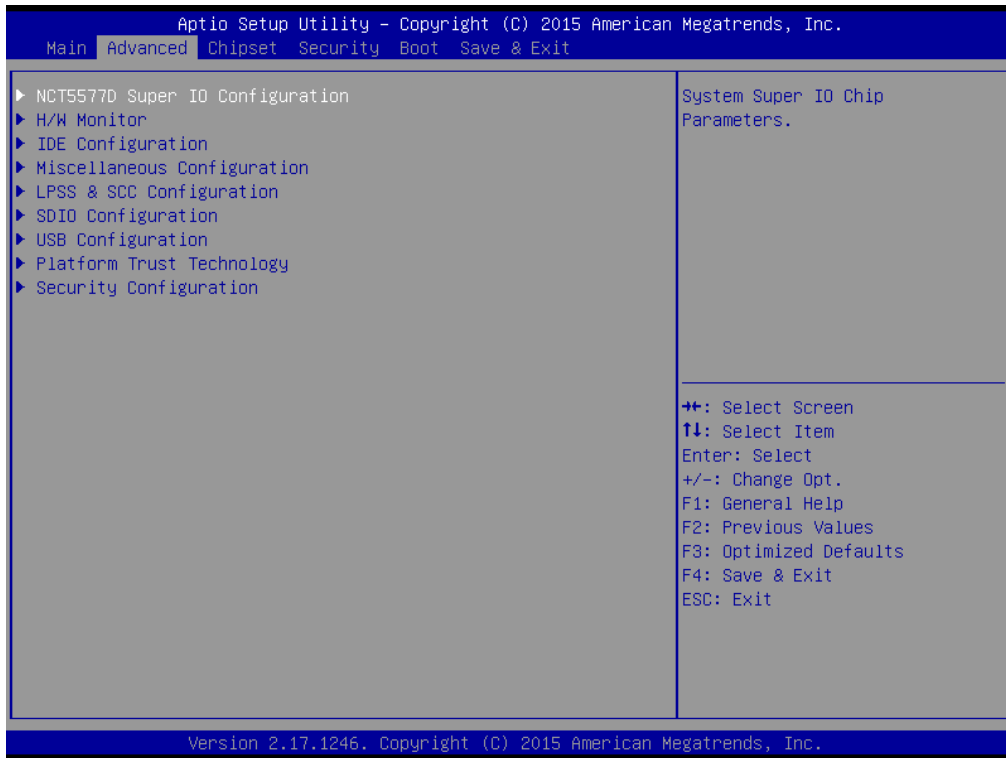 Aptio Setup Utility – Copyright (C) 2015 American Megatrends, Inc.
Main Advanced Chipset Security Boot Save & Exit
▶ NCT5577D Super IO Configuration
▶ H/W Monitor
▶ IDE Configuration
▶ Miscellaneous Configuration
▶ LPSS & SCC Configuration
▶ SDIO Configuration
▶ USB Configuration
▶ Platform Trust Technology
▶ Security Configuration
System Super IO Chip
Parameters.
→←: Select Screen
↑↓: Select Item
Enter: Select
+/-: Change Opt.
F1: General Help
F2: Previous Values
F3: Optimized Defaults
F4: Save & Exit
ESC: Exit
Version 2.17.1246. Copyright (C) 2015 American Megatrends, Inc.